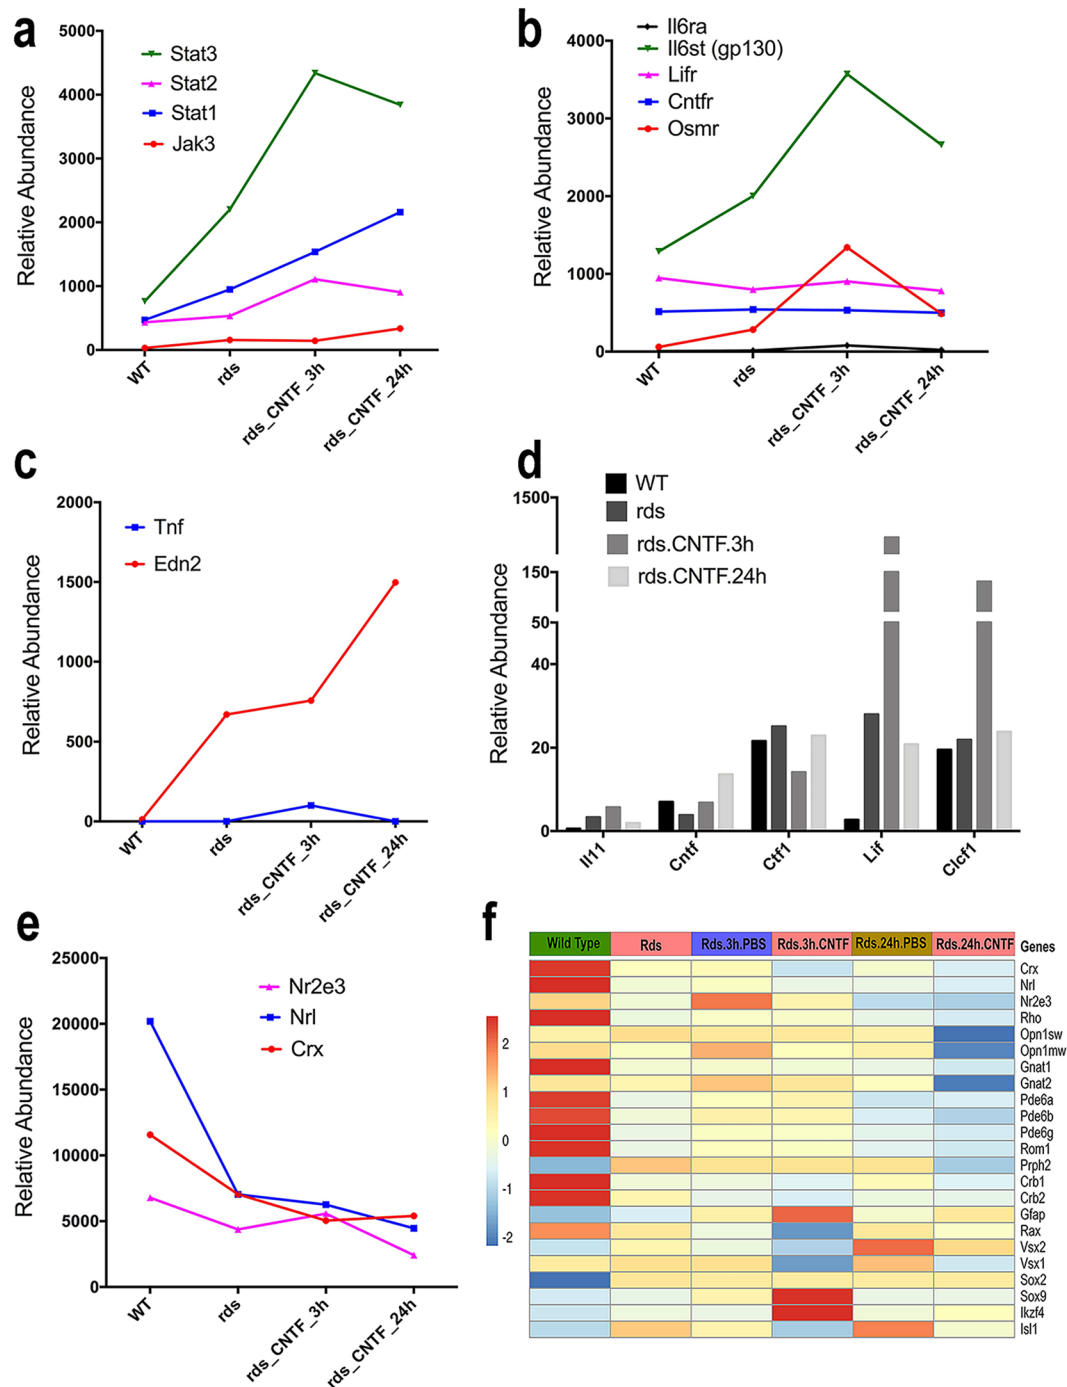 a
5000
4000
3000
2000
1000
0
Relative Abundance
Stat3
Stat2
Stat1
Jak3
WT
rds
rds_CNTF_3h
rds_CNTF_24h
b
4000
3000
2000
1000
0
Relative Abundance
Il6ra
Il6st (gp130)
Lifr
Cntfr
Osmr
WT
rds
rds_CNTF_3h
rds_CNTF_24h
c
2000
1500
1000
500
0
Relative Abundance
Tnf
Edn2
WT
rds
rds_CNTF_3h
rds_CNTF_24h
d
1500
150
50
40
20
0
Relative Abundance
WT
rds
rds.CNTF.3h
rds.CNTF.24h
Il11
Cntf
Ctf1
Lif
Clcf1
e
25000
20000
15000
10000
5000
0
Relative Abundance
Nr2e3
Nrl
Crx
WT
rds
rds_CNTF_3h
rds_CNTF_24h
f
Wild Type Rds Rds.3h.PBS Rds.3h.CNTF Rds.24h.PBS Rds.24h.CNTF Genes
2
1
0
-1
-2
Crx
Nrl
Nr2e3
Rho
Opn1sw
Opn1mw
Gnat1
Gnat2
Pde6a
Pde6b
Pde6g
Rom1
Prph2
Crb1
Crb2
Gfap
Rax
Vsx2
Vsx1
Sox2
Sox9
Ikzf4
Isl1